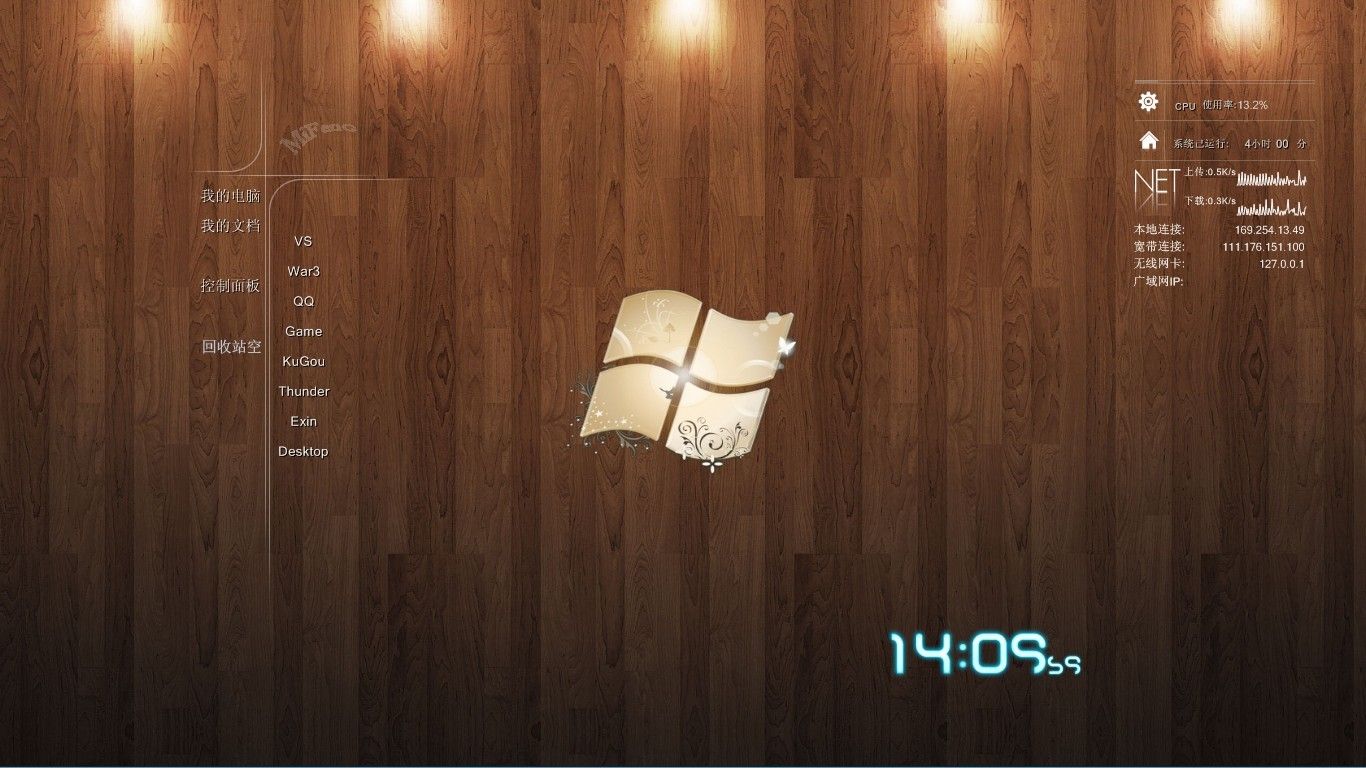 MiFeng
我的电脑
我的文档
控制面板
回收站空
VS
War3
QQ
Game
KuGou
Thunder
Exin
Desktop
CPU 使用率:13.2%
系统已运行: 4小时 00 分
NET
上传:0.5K/s
下载:0.3K/s
本地连接: 169.254.13.49
宽带连接: 111.176.151.100
无线网卡: 127.0.0.1
广域网IP:
14:09
59